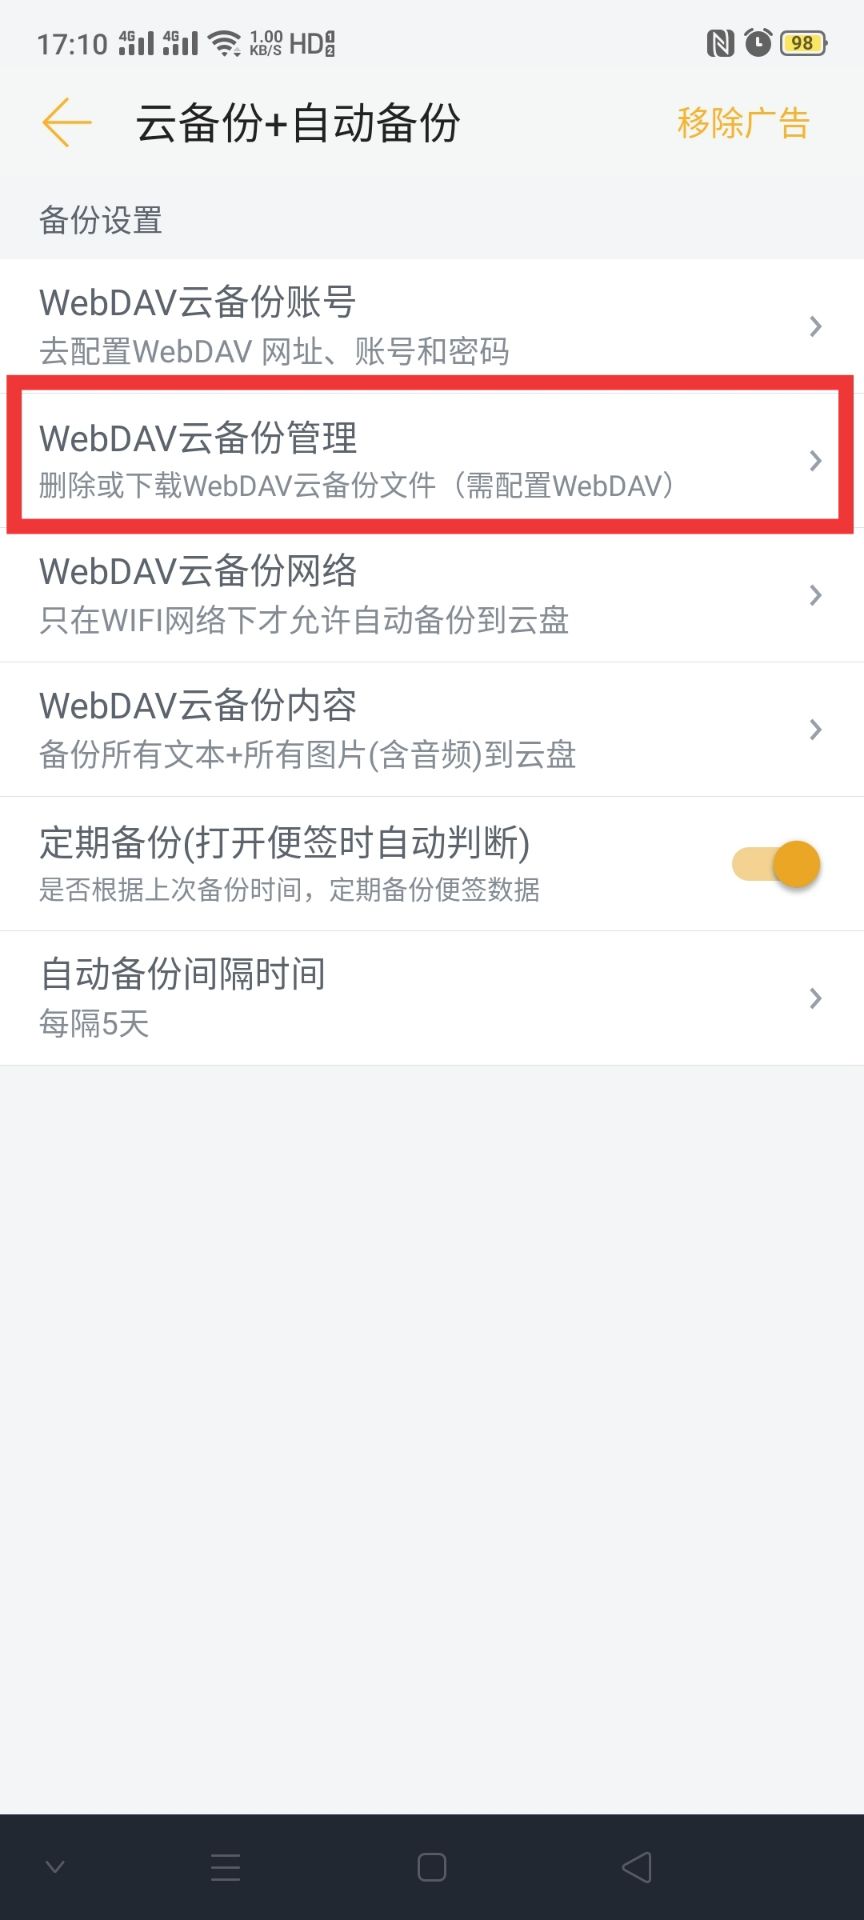 17:10 4G 4G 1.00 KB/S HD 1 2 98
云备份+自动备份 移除广告
备份设置
WebDAV云备份账号
去配置WebDAV 网址、账号和密码
WebDAV云备份管理
删除或下载WebDAV云备份文件（需配置WebDAV）
WebDAV云备份网络
只在WIFI网络下才允许自动备份到云盘
WebDAV云备份内容
备份所有文本+所有图片(含音频)到云盘
定期备份(打开便签时自动判断)
是否根据上次备份时间，定期备份便签数据
自动备份间隔时间
每隔5天